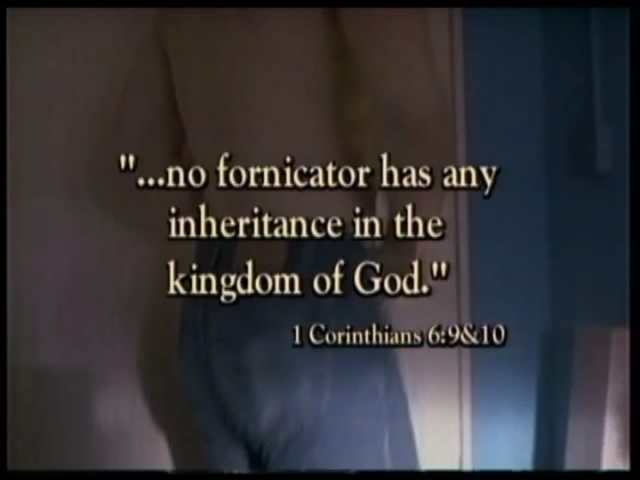 "...no fornicator has any
inheritance in the
kingdom of God."
1 Corinthians 6:9&10